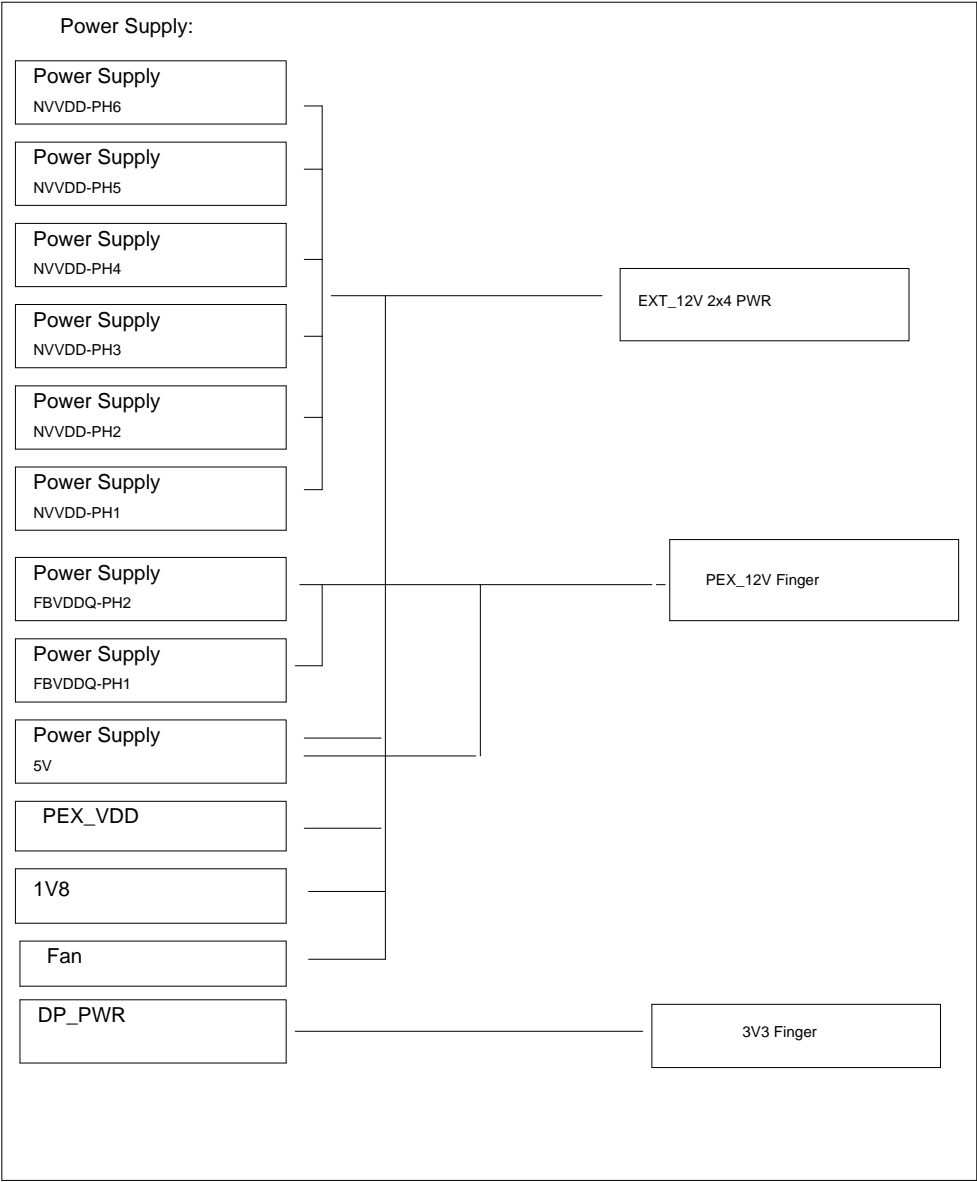 Power Supply:
Power Supply
NVVDD-PH6
Power Supply
NVVDD-PH5
Power Supply
NVVDD-PH4
Power Supply
NVVDD-PH3
Power Supply
NVVDD-PH2
Power Supply
NVVDD-PH1
Power Supply
FBVDDQ-PH2
Power Supply
FBVDDQ-PH1
Power Supply
5V
PEX_VDD
1V8
Fan
DP_PWR
EXT_12V 2x4 PWR
PEX_12V Finger
3V3 Finger